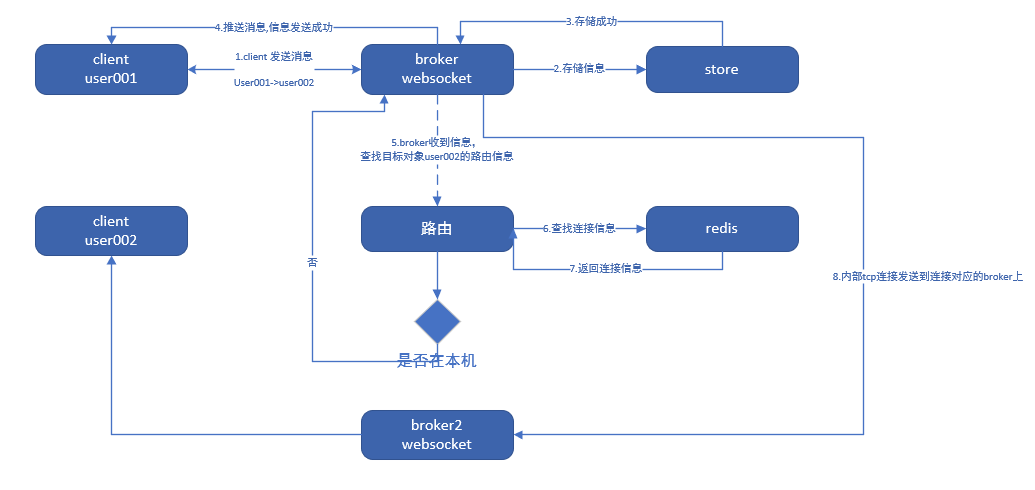 4.推送消息,信息发送成功
3.存储成功
client
user001
1.client 发送消息
User001->user002
broker
websocket
2.存储信息
store
5.broker收到信息，
查找目标对象user002的路由信息
client
user002
路由
6.查找连接信息
redis
7.返回连接信息
否
8.内部tcp连接发送到连接对应的broker上
是否在本机
broker2
websocket